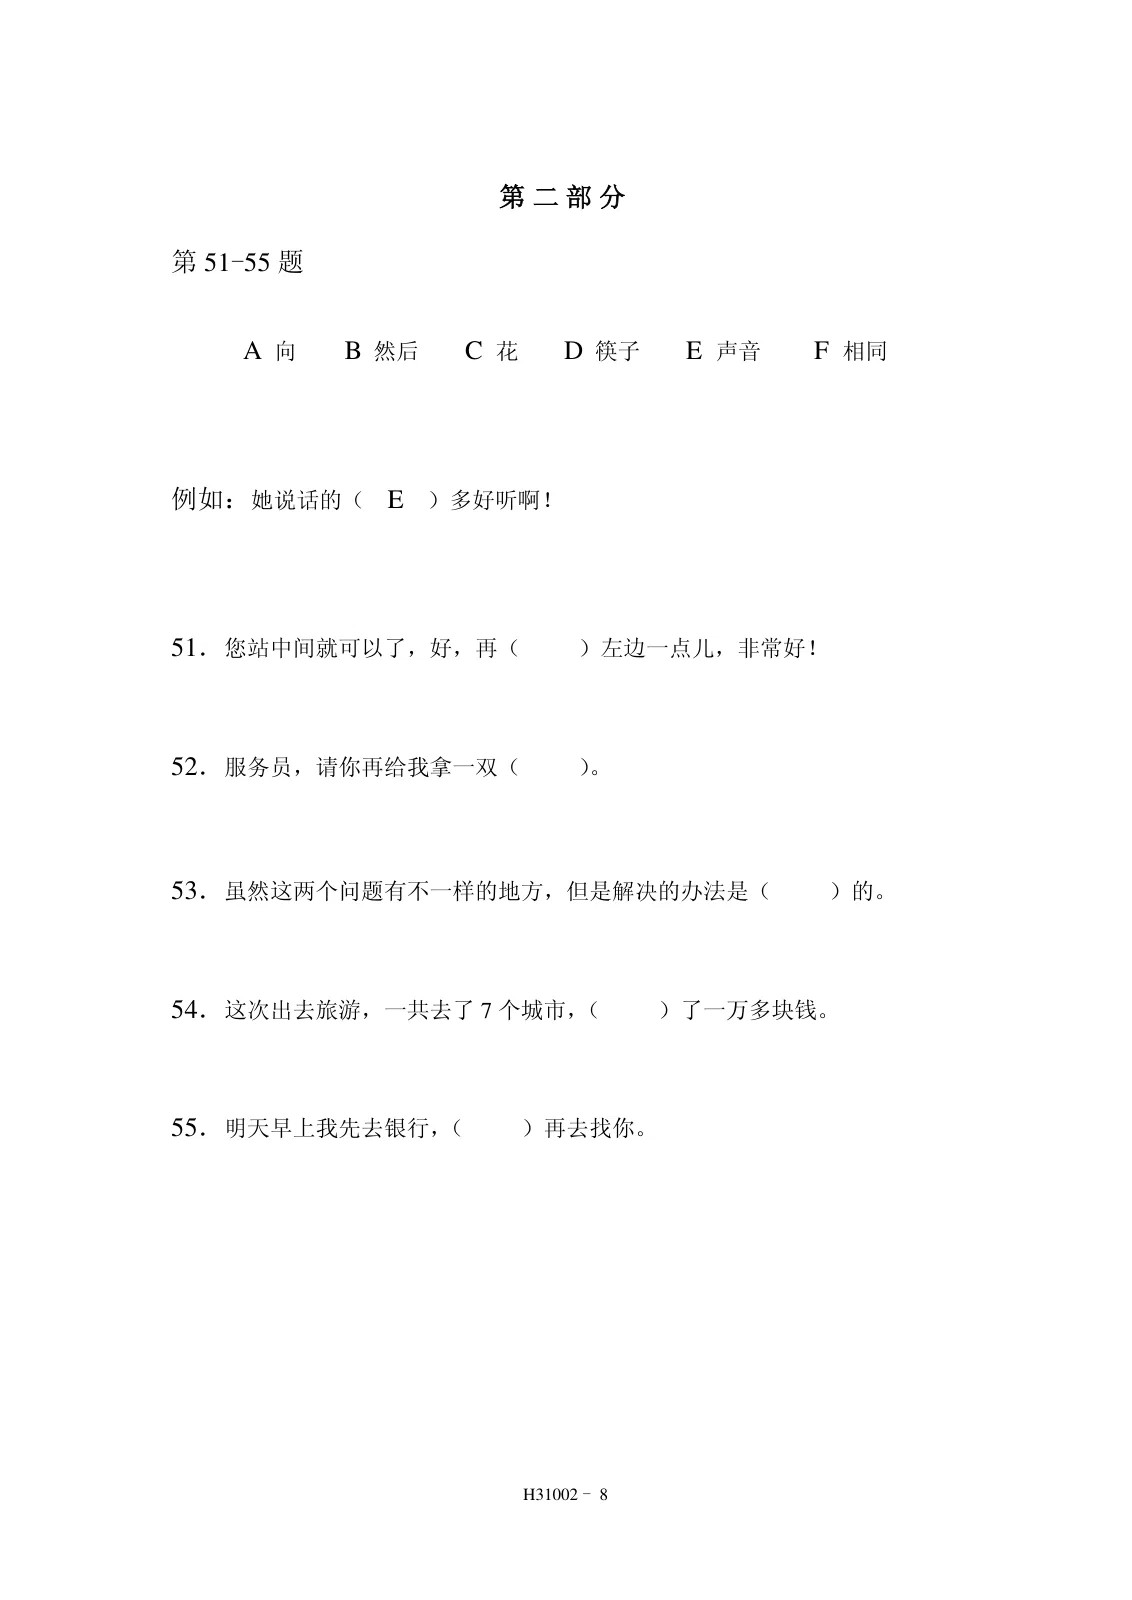 第二部分
第 51-55 题
A 向 B 然后 C 花 D 筷子 E 声音 F 相同
例如：她说话的（ E ）多好听啊！
51．您站中间就可以了，好，再（ ）左边一点儿，非常好！
52．服务员，请你再给我拿一双（ ）。
53．虽然这两个问题有不一样的地方，但是解决的办法是（ ）的。
54．这次出去旅游，一共去了 7 个城市，（ ）了一万多块钱。
55．明天早上我先去银行，（ ）再去找你。
H31002－ 8